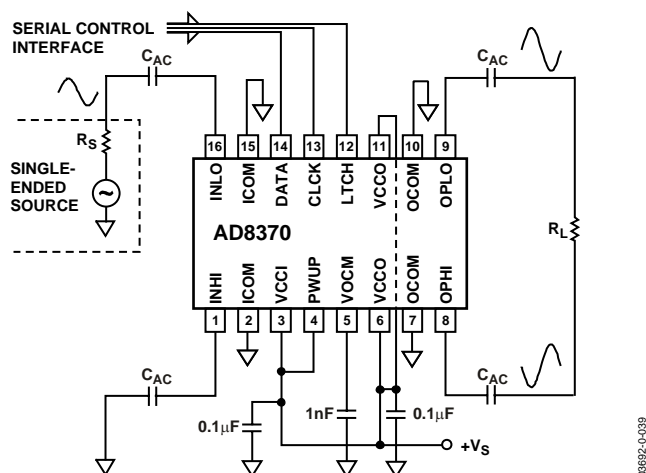 SERIAL CONTROL
INTERFACE
CAC
CAC
RS
16 15 14 13 12 11 10 9
INLO ICOM DATA CLCK LTCH VCCO OCOM OPLO
SINGLE-
ENDED
SOURCE
~
AD8370
RL
INHI ICOM VCCI PWUP VOCM VCCO OCOM OPHI
1 2 3 4 5 6 7 8
CAC
CAC
0.1μF
1nF
0.1μF
+VS
03692-0-039